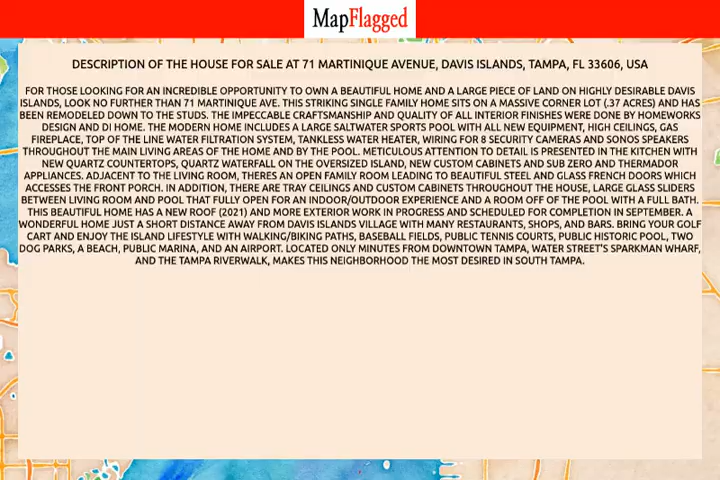 MapFlagged
DESCRIPTION OF THE HOUSE FOR SALE AT 71 MARTINIQUE AVENUE, DAVIS ISLANDS, TAMPA, FL 33606, USA
FOR THOSE LOOKING FOR AN INCREDIBLE OPPORTUNITY TO OWN A BEAUTIFUL HOME AND A LARGE PIECE OF LAND ON HIGHLY DESIRABLE DAVIS
ISLANDS, LOOK NO FURTHER THAN 71 MARTINIQUE AVE. THIS STRIKING SINGLE FAMILY HOME SITS ON A MASSIVE CORNER LOT (.37 ACRES) AND HAS
BEEN REMODELED DOWN TO THE STUDS. THE IMPECCABLE CRAFTSMANSHIP AND QUALITY OF ALL INTERIOR FINISHES WERE DONE BY HOMEWORKS
DESIGN AND DI HOME. THE MODERN HOME INCLUDES A LARGE SALTWATER SPORTS POOL WITH ALL NEW EQUIPMENT, HIGH CEILINGS, GAS
FIREPLACE, TOP OF THE LINE WATER FILTRATION SYSTEM, TANKLESS WATER HEATER, WIRING FOR 8 SECURITY CAMERAS AND SONOS SPEAKERS
THROUGHOUT THE MAIN LIVING AREAS OF THE HOME AND BY THE POOL. METICULOUS ATTENTION TO DETAIL IS PRESENTED IN THE KITCHEN WITH
NEW QUARTZ COUNTERTOPS, QUARTZ WATERFALL ON THE OVERSIZED ISLAND, NEW CUSTOM CABINETS AND SUB ZERO AND THERMADOR
APPLIANCES. ADJACENT TO THE LIVING ROOM, THERES AN OPEN FAMILY ROOM LEADING TO BEAUTIFUL STEEL AND GLASS FRENCH DOORS WHICH
ACCESSES THE FRONT PORCH. IN ADDITION, THERE ARE TRAY CEILINGS AND CUSTOM CABINETS THROUGHOUT THE HOUSE, LARGE GLASS SLIDERS
BETWEEN LIVING ROOM AND POOL THAT FULLY OPEN FOR AN INDOOR/OUTDOOR EXPERIENCE AND A ROOM OFF OF THE POOL WITH A FULL BATH.
THIS BEAUTIFUL HOME HAS A NEW ROOF (2021) AND MORE EXTERIOR WORK IN PROGRESS AND SCHEDULED FOR COMPLETION IN SEPTEMBER. A
WONDERFUL HOME JUST A SHORT DISTANCE AWAY FROM DAVIS ISLANDS VILLAGE WITH MANY RESTAURANTS, SHOPS, AND BARS. BRING YOUR GOLF
CART AND ENJOY THE ISLAND LIFESTYLE WITH WALKING/BIKING PATHS, BASEBALL FIELDS, PUBLIC TENNIS COURTS, PUBLIC HISTORIC POOL, TWO
DOG PARKS, A BEACH, PUBLIC MARINA, AND AN AIRPORT. LOCATED ONLY MINUTES FROM DOWNTOWN TAMPA, WATER STREET'S SPARKMAN WHARF,
AND THE TAMPA RIVERWALK, MAKES THIS NEIGHBORHOOD THE MOST DESIRED IN SOUTH TAMPA.